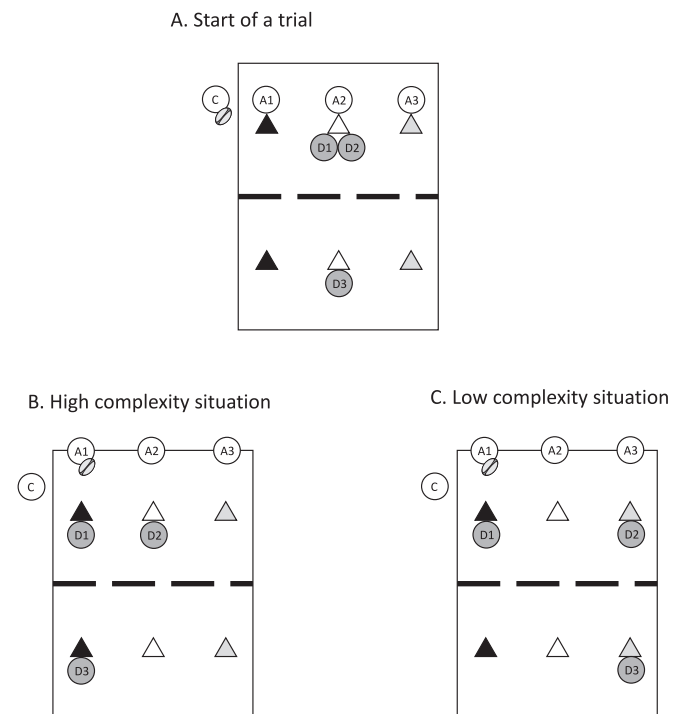 A. Start of a trial
C A1 A2 A3
D1 D2
D3
B. High complexity situation
A1 A2 A3
C
D1 D2
D3
C. Low complexity situation
A1 A2 A3
C
D1 D2
D3